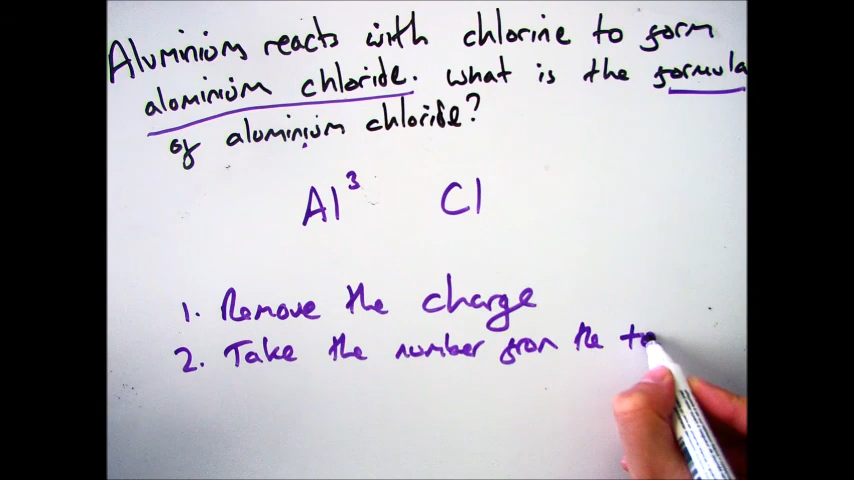 Aluminium reacts with chlorine to form
aluminium chloride. What is the formula
of aluminium chloride?
Al³ Cl
1. Remove the charge
2. Take the number from the to